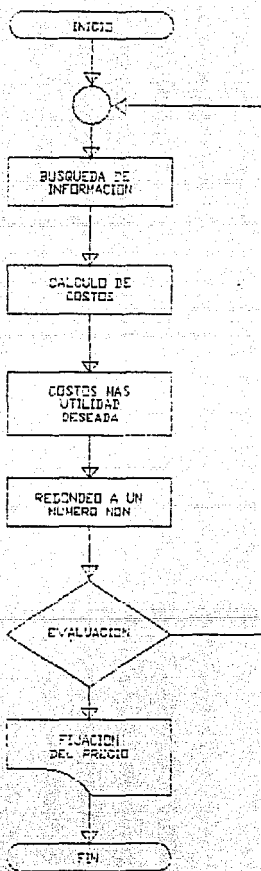 INICIO
BUSQUEDA DE
INFORMACION
CALCULO DE
COSTOS
COSTOS MAS
UTILIDAD
DESEADA
REDONDEO A UN
NUMERO NON
EVALUACION
FIJACION
DEL PRECIO
FIN